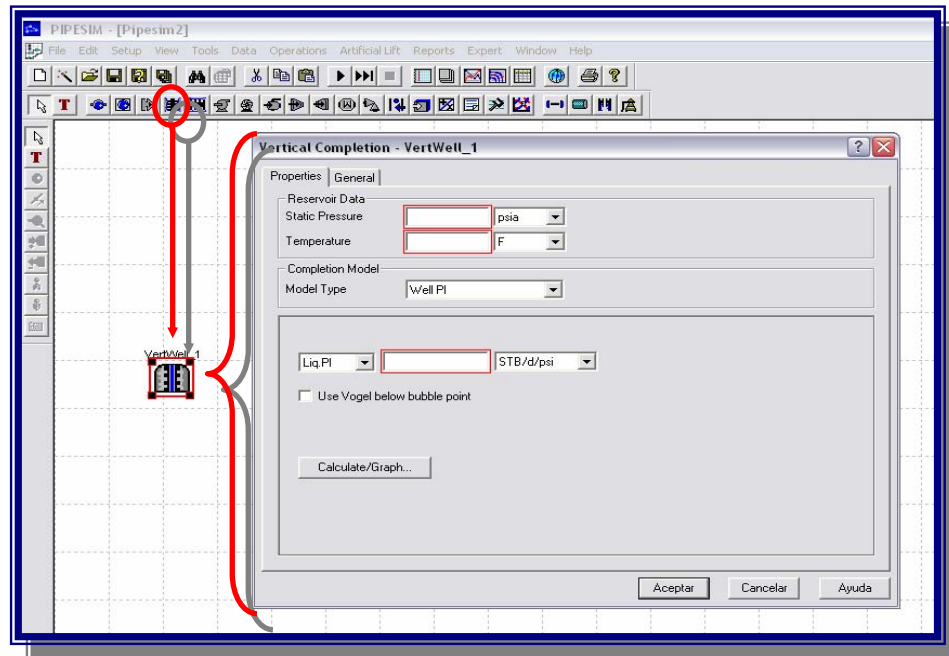 PIPESIM - [Pipesim2]
File Edit Setup View Tools Data Operations Artificial Lift Reports Expert Window Help
T
T
Vertical Completion - VertWell_1
Properties General
Reservoir Data
Static Pressure psia
Temperature F
Completion Model
Model Type Well PI
Liq.PI STB/d/psi
Use Vogel below bubble point
Calculate/Graph...
Aceptar Cancelar Ayuda
VertWell_1